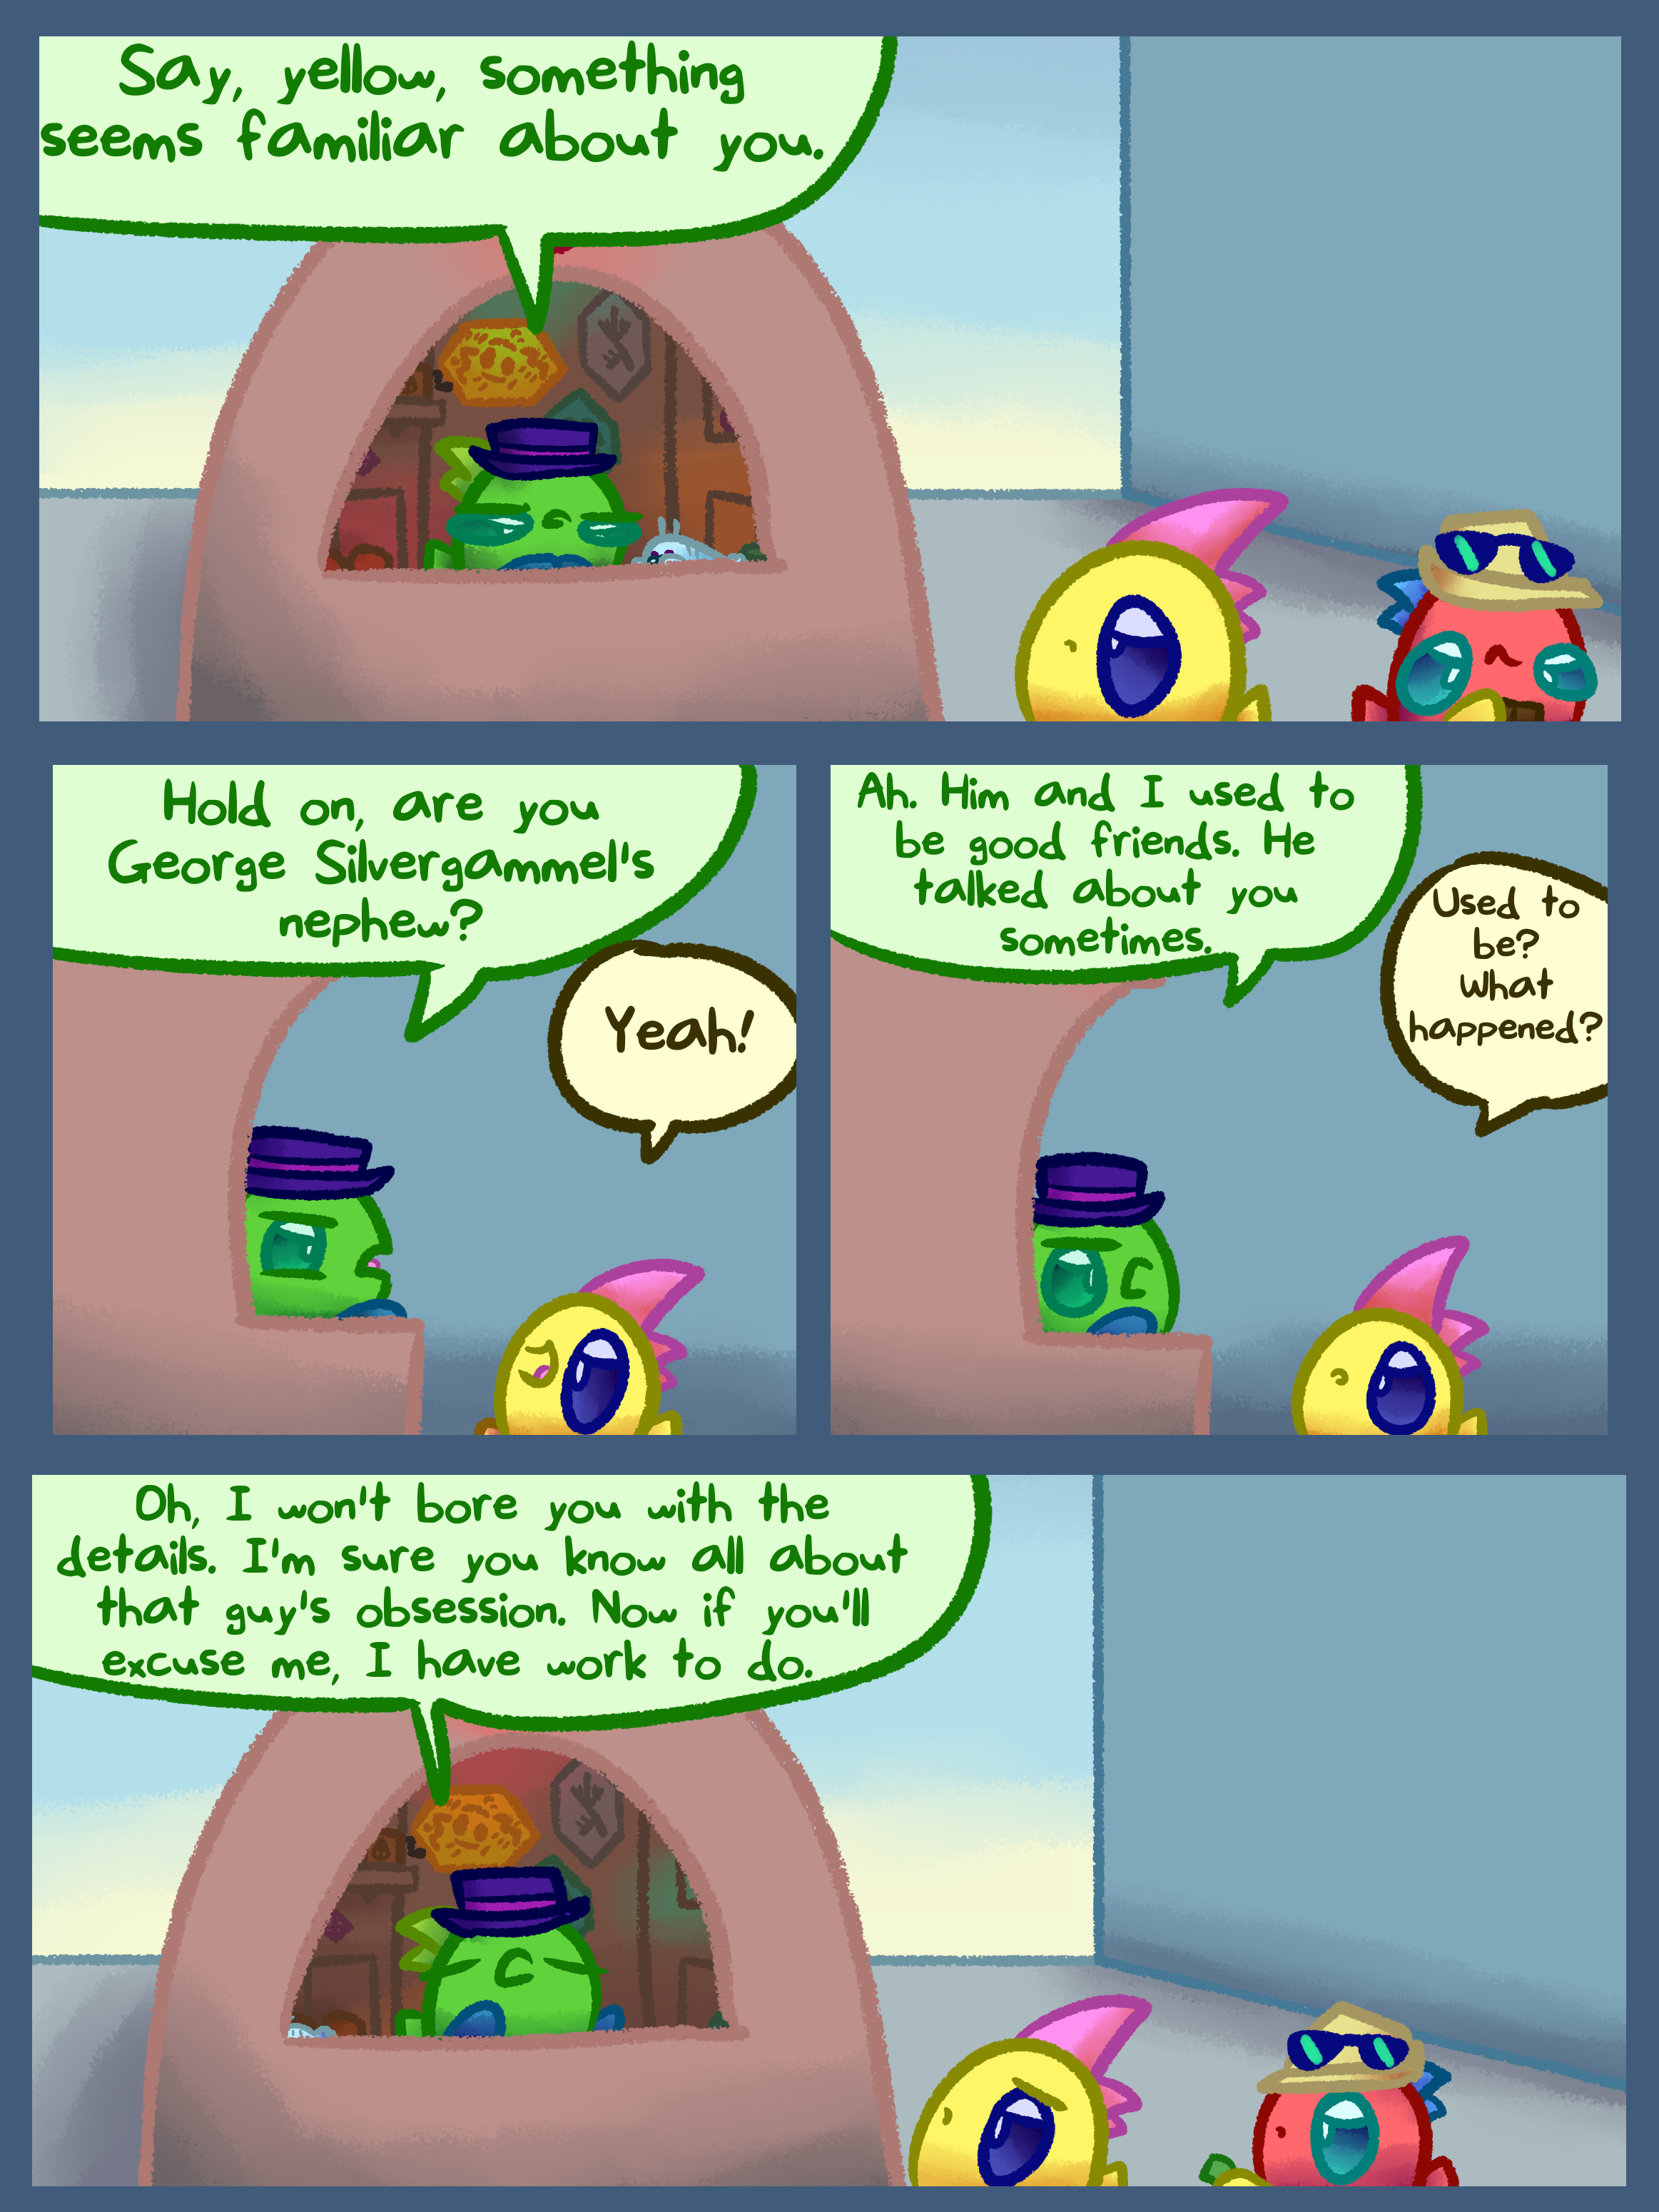 Say, yellow, something
seems familiar about you.
Hold on, are you
George Silvergammel's
nephew?
Yeah!
Ah. Him and I used to
be good friends. He
talked about you
sometimes.
Used to
be?
What
happened?
Oh, I won't bore you with the
details. I'm sure you know all about
that guy's obsession. Now if you'll
excuse me, I have work to do.